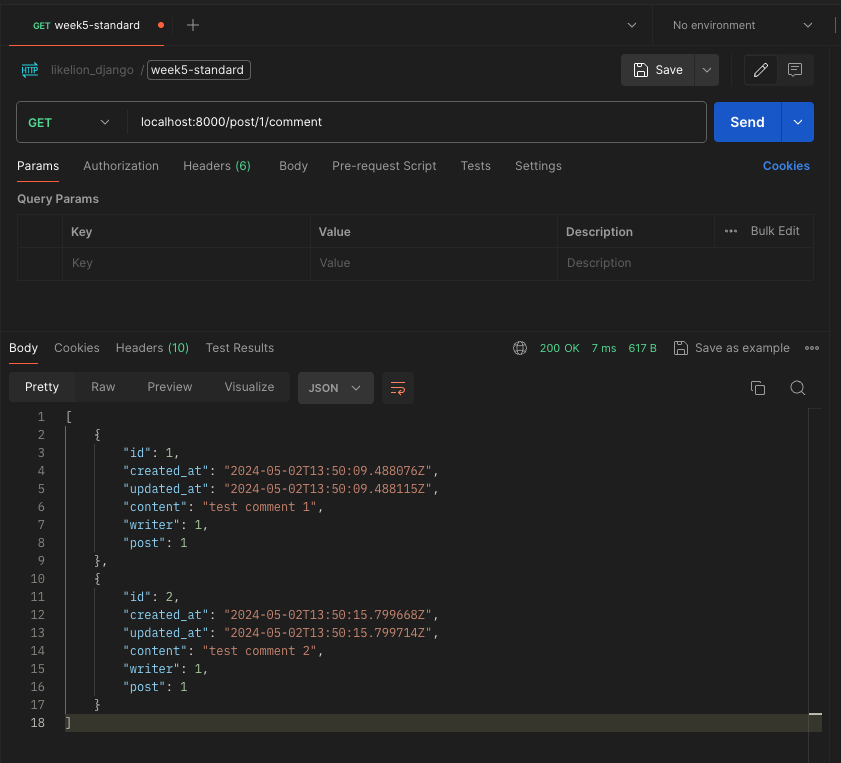 GET week5-standard
No environment
HTTP likelion_django / week5-standard
Save
GET localhost:8000/post/1/comment
Send
Params Authorization Headers (6) Body Pre-request Script Tests Settings Cookies
Query Params
Key Value Description ••• Bulk Edit
Key Value Description
Body Cookies Headers (10) Test Results
200 OK 7 ms 617 B Save as example
Pretty Raw Preview Visualize JSON
1 [
2 {
3 "id": 1,
4 "created_at": "2024-05-02T13:50:09.488076Z",
5 "updated_at": "2024-05-02T13:50:09.488115Z",
6 "content": "test comment 1",
7 "writer": 1,
8 "post": 1
9 },
10 {
11 "id": 2,
12 "created_at": "2024-05-02T13:50:15.799668Z",
13 "updated_at": "2024-05-02T13:50:15.799714Z",
14 "content": "test comment 2",
15 "writer": 1,
16 "post": 1
17 }
18 ]